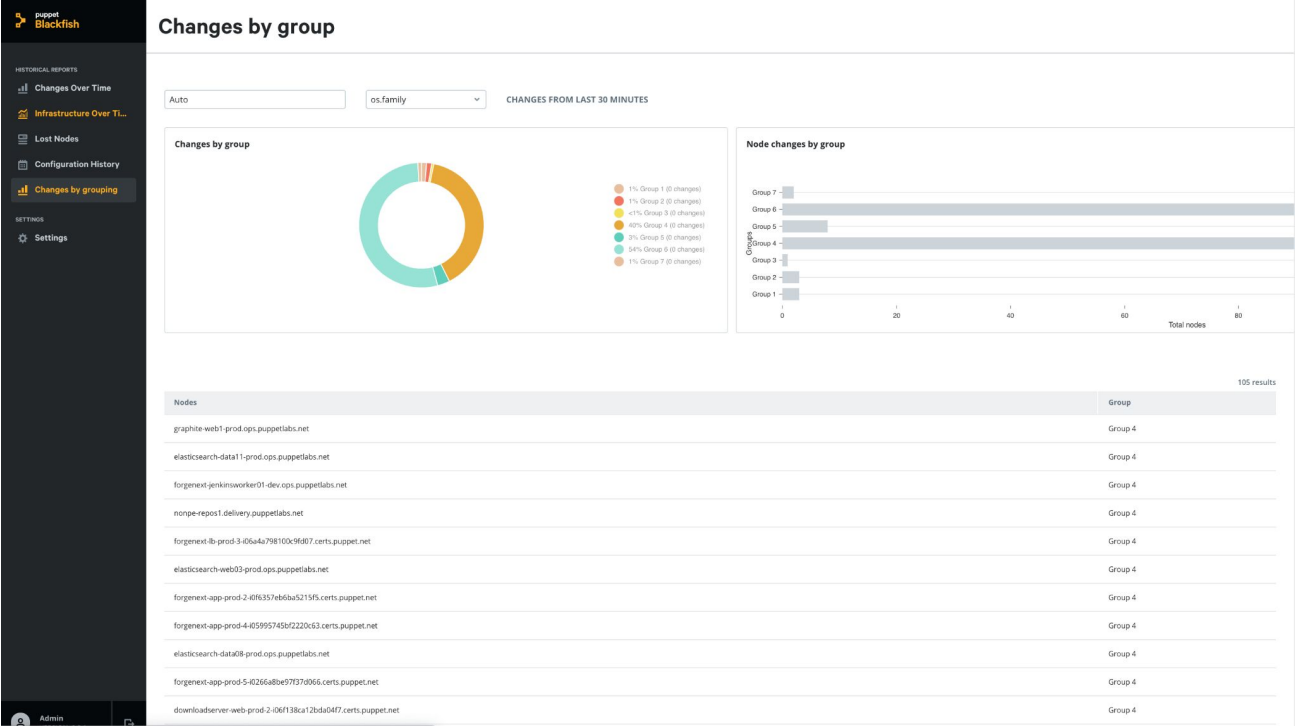 puppet
Blackfish
Changes by group
HISTORICAL REPORTS
Changes Over Time
Infrastructure Over Ti...
Lost Nodes
Configuration History
Changes by grouping
SETTINGS
Settings
Auto
os.family
CHANGES FROM LAST 30 MINUTES
Changes by group
1% Group 1 (0 changes)
1% Group 2 (0 changes)
<1% Group 3 (0 changes)
40% Group 4 (0 changes)
3% Group 5 (0 changes)
54% Group 6 (0 changes)
1% Group 7 (0 changes)
Node changes by group
Groups
Group 7
Group 6
Group 5
Group 4
Group 3
Group 2
Group 1
0 20 40 60 80
Total nodes
105 results
Nodes Group
graphite-web1-prod.ops.puppetlabs.net Group 4
elasticsearch-data11-prod.ops.puppetlabs.net Group 4
forgenext-jenkinsworker01-dev.ops.puppetlabs.net Group 4
nonpe-repos1.delivery.puppetlabs.net Group 4
forgenext-lb-prod-3-i06a4a798100c9fd07.certs.puppet.net Group 4
elasticsearch-web03-prod.ops.puppetlabs.net Group 4
forgenext-app-prod-2-i0f6357eb6ba5215f5.certs.puppet.net Group 4
forgenext-app-prod-4-i05995745bf2220c63.certs.puppet.net Group 4
elasticsearch-data08-prod.ops.puppetlabs.net Group 4
forgenext-app-prod-5-i0266a8be97f37d066.certs.puppet.net Group 4
downloadserver-web-prod-2-i06f138ca12bda04f7.certs.puppet.net Group 4
Admin